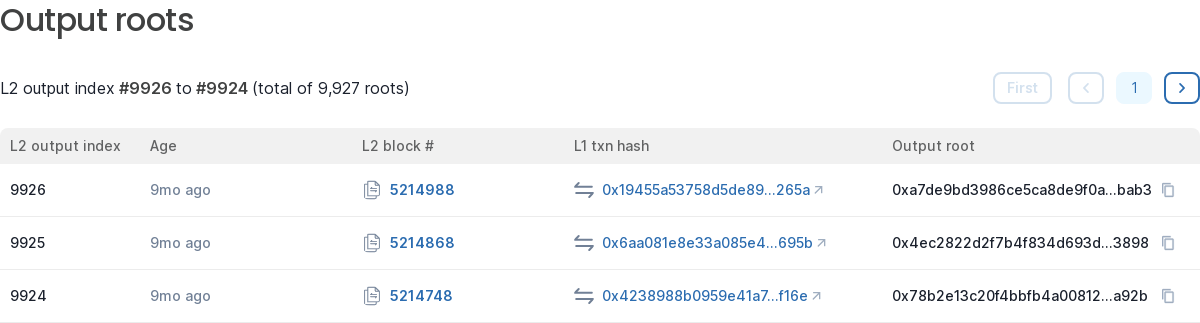 Output roots
L2 output index #9926 to #9924 (total of 9,927 roots)
First 1
L2 output index Age L2 block # L1 txn hash Output root
9926 9mo ago 5214988 0x19455a53758d5de89...265a 0xa7de9bd3986ce5ca8de9f0a...bab3
9925 9mo ago 5214868 0x6aa081e8e33a085e4...695b 0x4ec2822d2f7b4f834d693d...3898
9924 9mo ago 5214748 0x4238988b0959e41a7...f16e 0x78b2e13c20f4bbfb4a00812...a92b